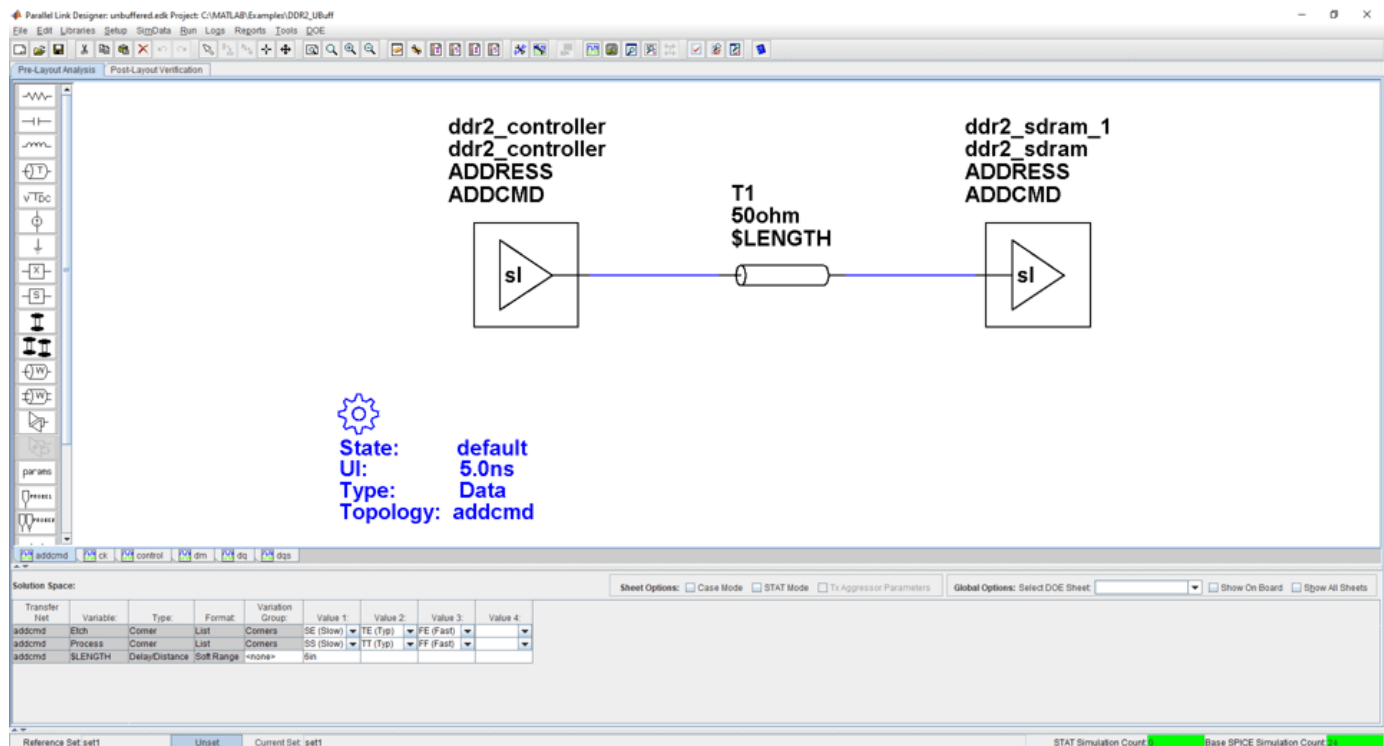 Parallel Link Designer: unbuffered.edk Project: C:\MATLAB\Examples\DDR2_UBuff
File Edit Libraries Setup SimData Run Logs Reports Tools DOE
Pre-Layout Analysis Post-Layout Verification
ddr2_controller
ddr2_controller
ADDRESS
ADDCMD
ddr2_sdram_1
ddr2_sdram
ADDRESS
ADDCMD
T1
50ohm
$LENGTH
sl
sl
T
VDC
X
S
W
W
params
State: default
UI: 5.0ns
Type: Data
Topology: addcmd
addcmd ck control dm dq dqs
Solution Space:
Sheet Options: Case Mode STAT Mode Tx Aggressor Parameters Global Options: Select DOE Sheet: Show On Board Show All Sheets
Transfer Net Variable: Type: Format: Variation Group: Value 1: Value 2: Value 3: Value 4:
addcmd Etch Corner List Corners SE (Slow) TE (Typ) FE (Fast)
addcmd Process Corner List Corners SS (Slow) TT (Typ) FF (Fast)
addcmd $LENGTH Delay/Distance Soft Range <none> 6in
Reference Set: set1 Unset Current Set: set1 STAT Simulation Count: 0 Base SPICE Simulation Count: 24